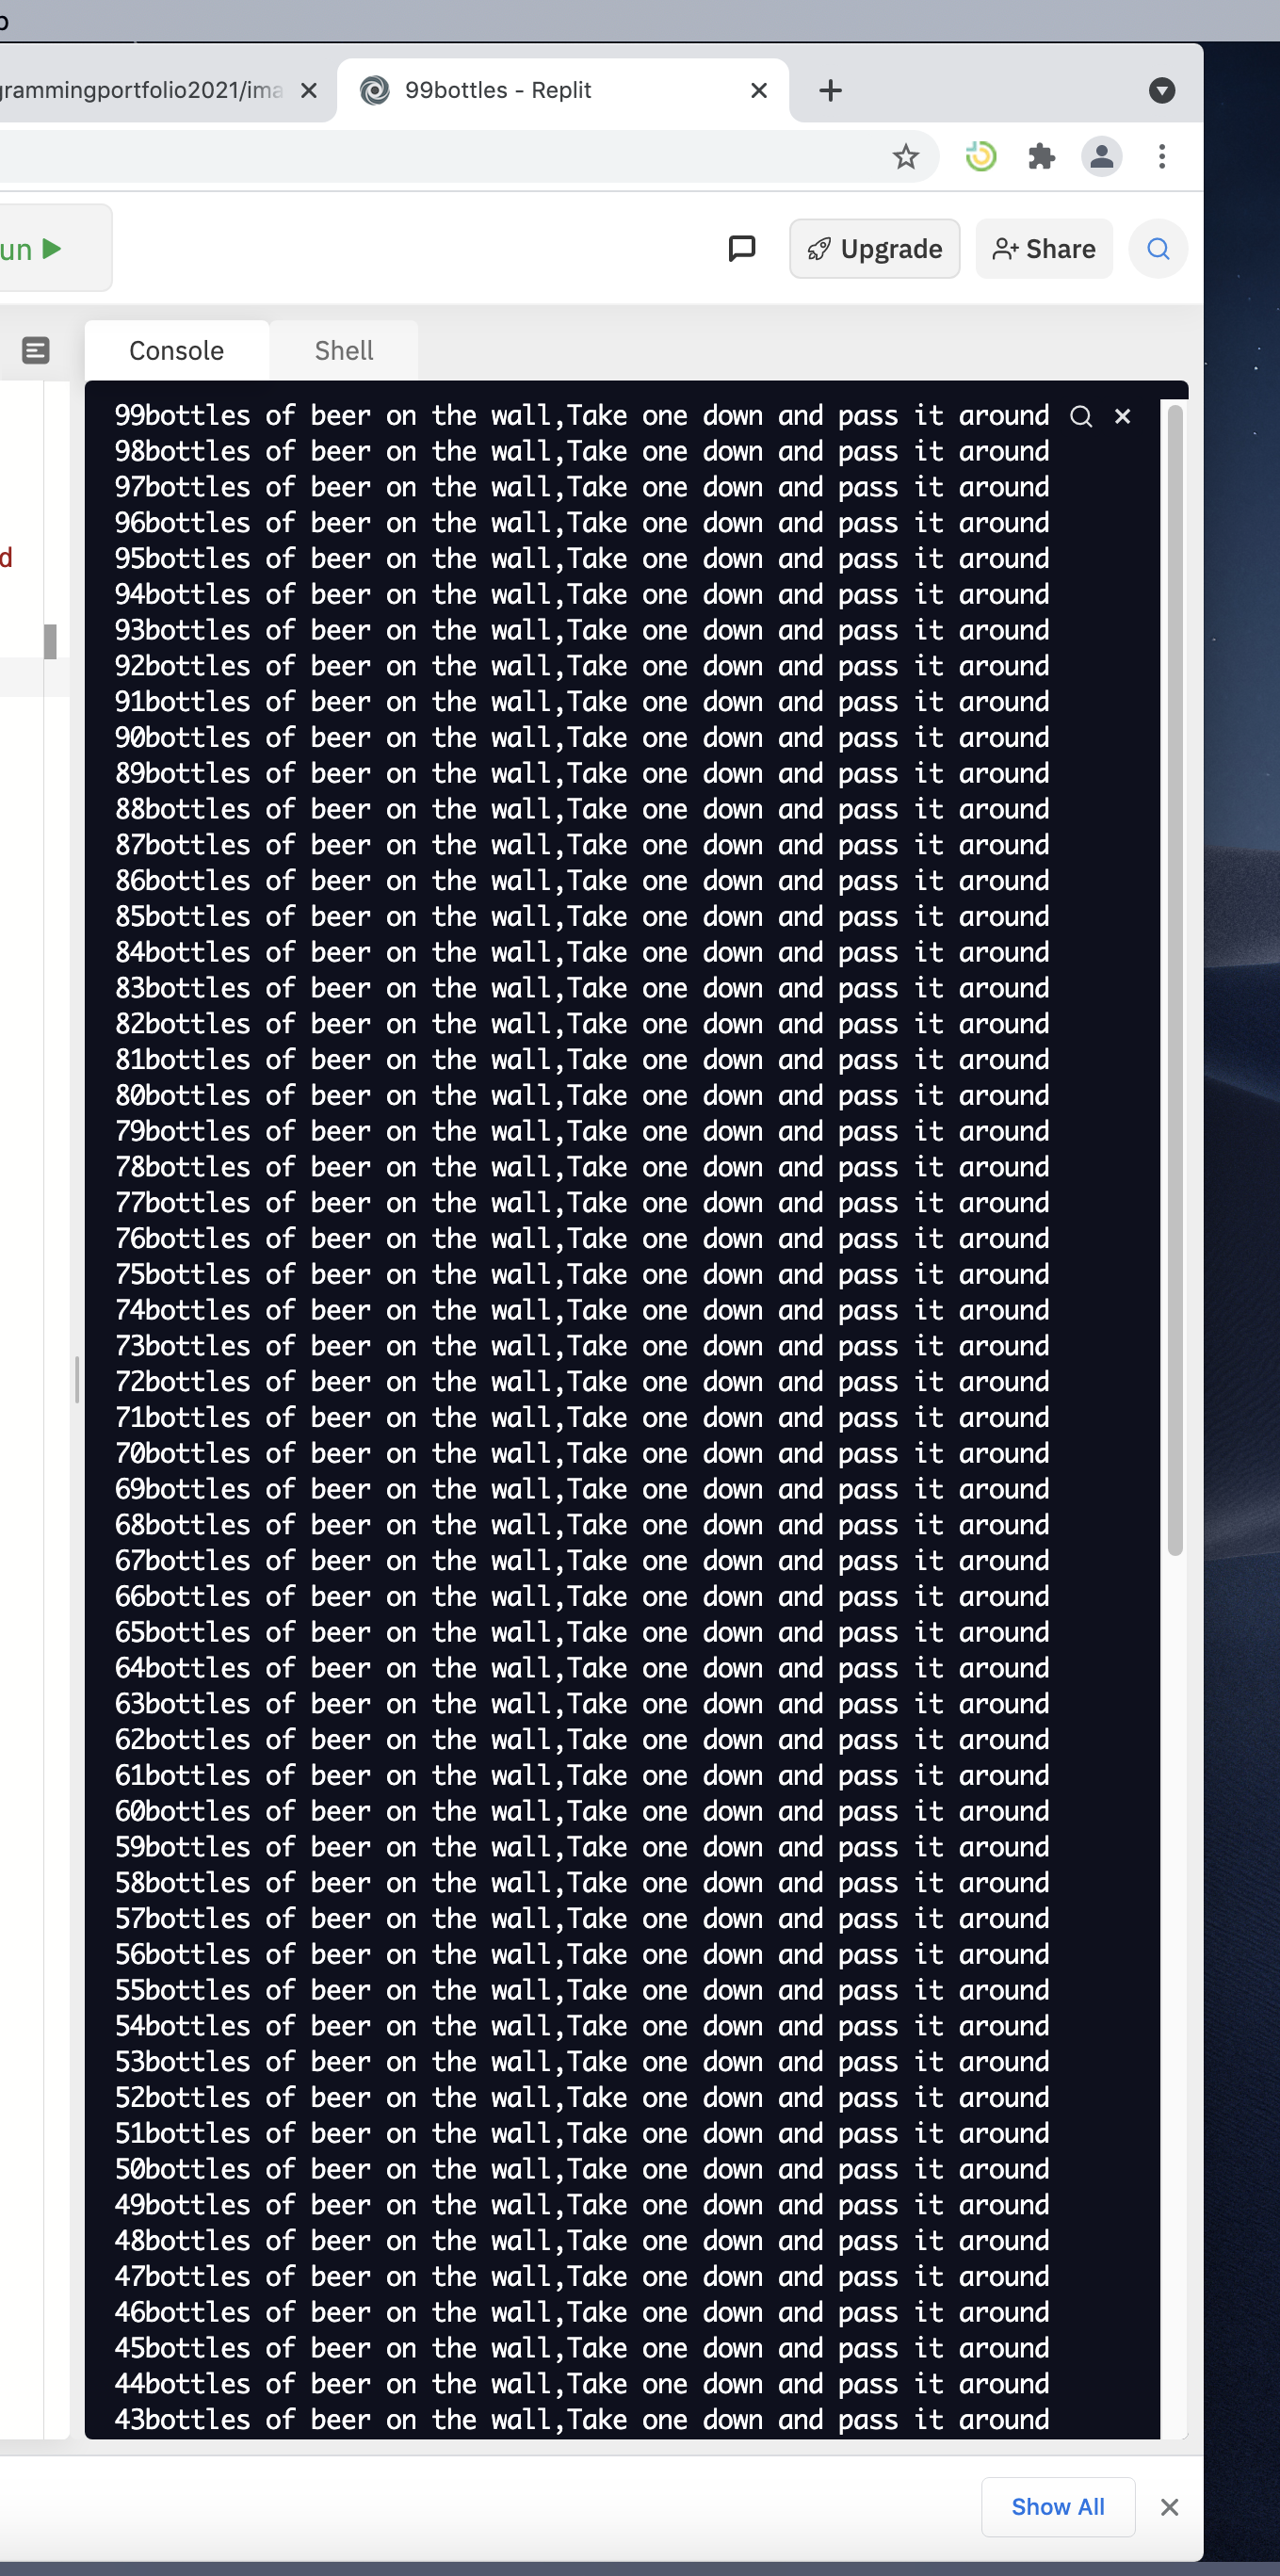 grammingportfolio2021/ima
99bottles - Replit
un
Upgrade
Share
Console
Shell
99bottles of beer on the wall,Take one down and pass it around
98bottles of beer on the wall,Take one down and pass it around
97bottles of beer on the wall,Take one down and pass it around
96bottles of beer on the wall,Take one down and pass it around
95bottles of beer on the wall,Take one down and pass it around
d
94bottles of beer on the wall,Take one down and pass it around
93bottles of beer on the wall,Take one down and pass it around
92bottles of beer on the wall,Take one down and pass it around
91bottles of beer on the wall,Take one down and pass it around
90bottles of beer on the wall,Take one down and pass it around
89bottles of beer on the wall,Take one down and pass it around
88bottles of beer on the wall,Take one down and pass it around
87bottles of beer on the wall,Take one down and pass it around
86bottles of beer on the wall,Take one down and pass it around
85bottles of beer on the wall,Take one down and pass it around
84bottles of beer on the wall,Take one down and pass it around
83bottles of beer on the wall,Take one down and pass it around
82bottles of beer on the wall,Take one down and pass it around
81bottles of beer on the wall,Take one down and pass it around
80bottles of beer on the wall,Take one down and pass it around
79bottles of beer on the wall,Take one down and pass it around
78bottles of beer on the wall,Take one down and pass it around
77bottles of beer on the wall,Take one down and pass it around
76bottles of beer on the wall,Take one down and pass it around
75bottles of beer on the wall,Take one down and pass it around
74bottles of beer on the wall,Take one down and pass it around
73bottles of beer on the wall,Take one down and pass it around
72bottles of beer on the wall,Take one down and pass it around
71bottles of beer on the wall,Take one down and pass it around
70bottles of beer on the wall,Take one down and pass it around
69bottles of beer on the wall,Take one down and pass it around
68bottles of beer on the wall,Take one down and pass it around
67bottles of beer on the wall,Take one down and pass it around
66bottles of beer on the wall,Take one down and pass it around
65bottles of beer on the wall,Take one down and pass it around
64bottles of beer on the wall,Take one down and pass it around
63bottles of beer on the wall,Take one down and pass it around
62bottles of beer on the wall,Take one down and pass it around
61bottles of beer on the wall,Take one down and pass it around
60bottles of beer on the wall,Take one down and pass it around
59bottles of beer on the wall,Take one down and pass it around
58bottles of beer on the wall,Take one down and pass it around
57bottles of beer on the wall,Take one down and pass it around
56bottles of beer on the wall,Take one down and pass it around
55bottles of beer on the wall,Take one down and pass it around
54bottles of beer on the wall,Take one down and pass it around
53bottles of beer on the wall,Take one down and pass it around
52bottles of beer on the wall,Take one down and pass it around
51bottles of beer on the wall,Take one down and pass it around
50bottles of beer on the wall,Take one down and pass it around
49bottles of beer on the wall,Take one down and pass it around
48bottles of beer on the wall,Take one down and pass it around
47bottles of beer on the wall,Take one down and pass it around
46bottles of beer on the wall,Take one down and pass it around
45bottles of beer on the wall,Take one down and pass it around
44bottles of beer on the wall,Take one down and pass it around
43bottles of beer on the wall,Take one down and pass it around
Show All